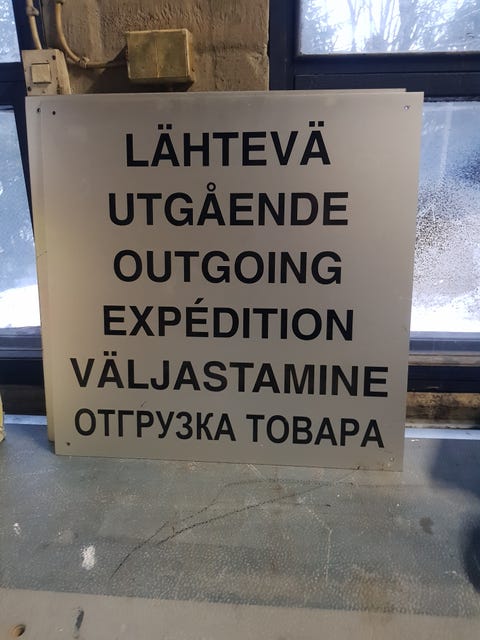 LÄHTEVÄ
UTGÅENDE
OUTGOING
EXPÉDITION
VÄLJASTAMINE
ОТГРУЗКА ТОВАРА